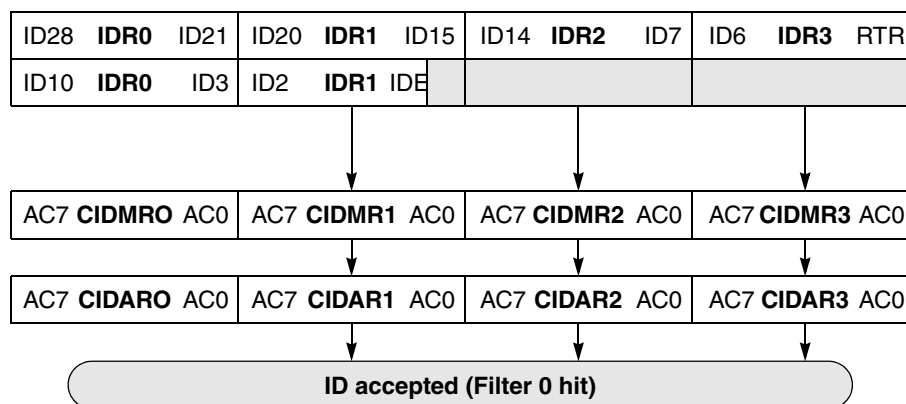 ID28 IDR0 ID21 ID20 IDR1 ID15 ID14 IDR2 ID7 ID6 IDR3 RTR
ID10 IDR0 ID3 ID2 IDR1 IDE
AC7 CIDMRO AC0 AC7 CIDMR1 AC0 AC7 CIDMR2 AC0 AC7 CIDMR3 AC0
AC7 CIDARO AC0 AC7 CIDAR1 AC0 AC7 CIDAR2 AC0 AC7 CIDAR3 AC0
ID accepted (Filter 0 hit)